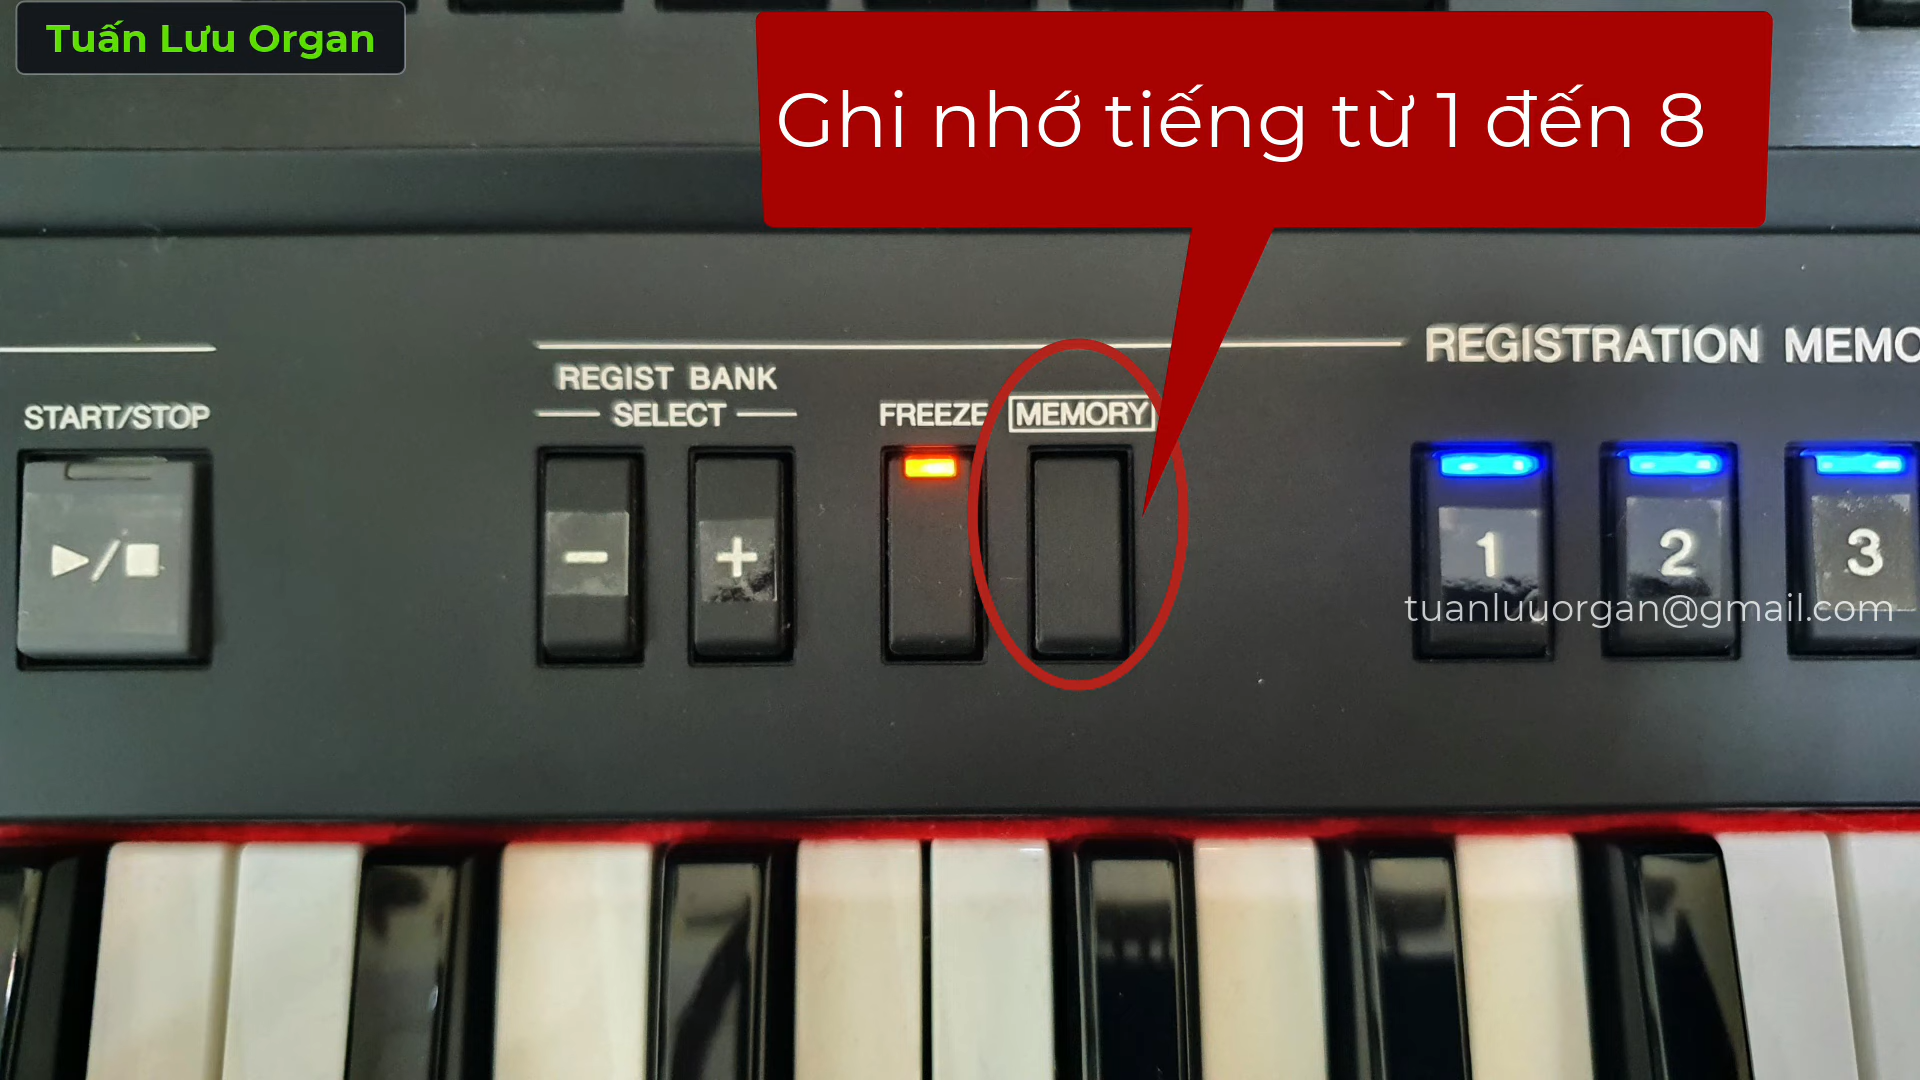 Tuấn Lưu Organ
Ghi nhớ tiếng từ 1 đến 8
REGISTRATION MEMO
REGIST BANK
SELECT
START/STOP
FREEZE
MEMORY
- +
1 2 3
tuanluuorgan@gmail.com